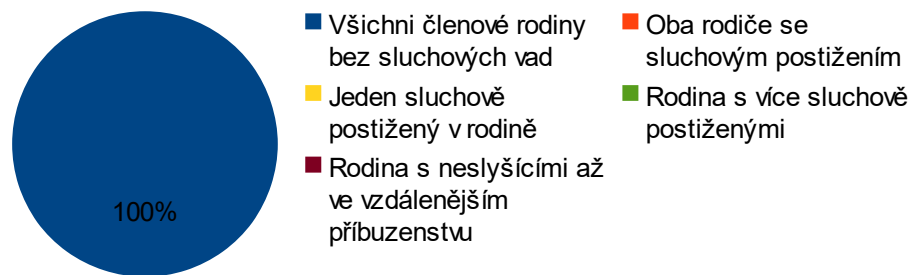 Všichni členové rodiny
bez sluchových vad
Oba rodiče se
sluchovým postižením
Jeden sluchově
postižený v rodině
Rodina s více sluchově
postiženými
Rodina s neslyšícími až
ve vzdálenějším
příbuzenstvu
100%